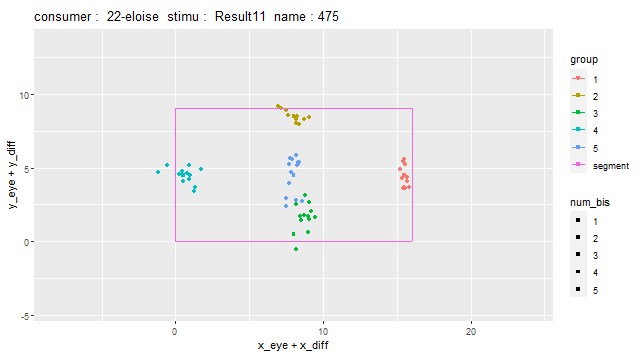 consumer :  22-eloise  stimu :  Result11  name : 475
10
5
0
-5
y_eye + y_diff
0
10
20
x_eye + x_diff
group
1
2
3
4
5
segment
num_bis
1
2
3
4
5